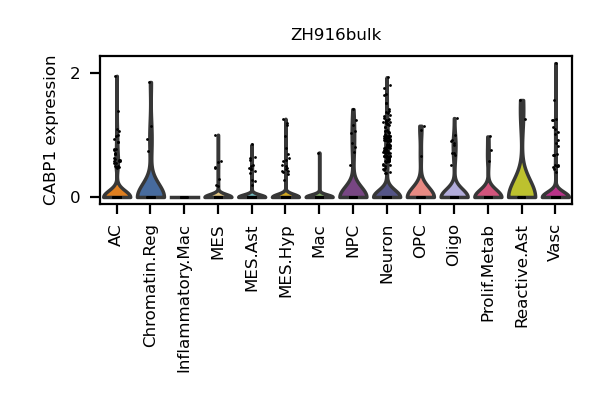 ZH916bulk
CABP1 expression
2
0
AC
Chromatin.Reg
Inflammatory.Mac
MES
MES.Ast
MES.Hyp
Mac
NPC
Neuron
OPC
Oligo
Prolif.Metab
Reactive.Ast
Vasc